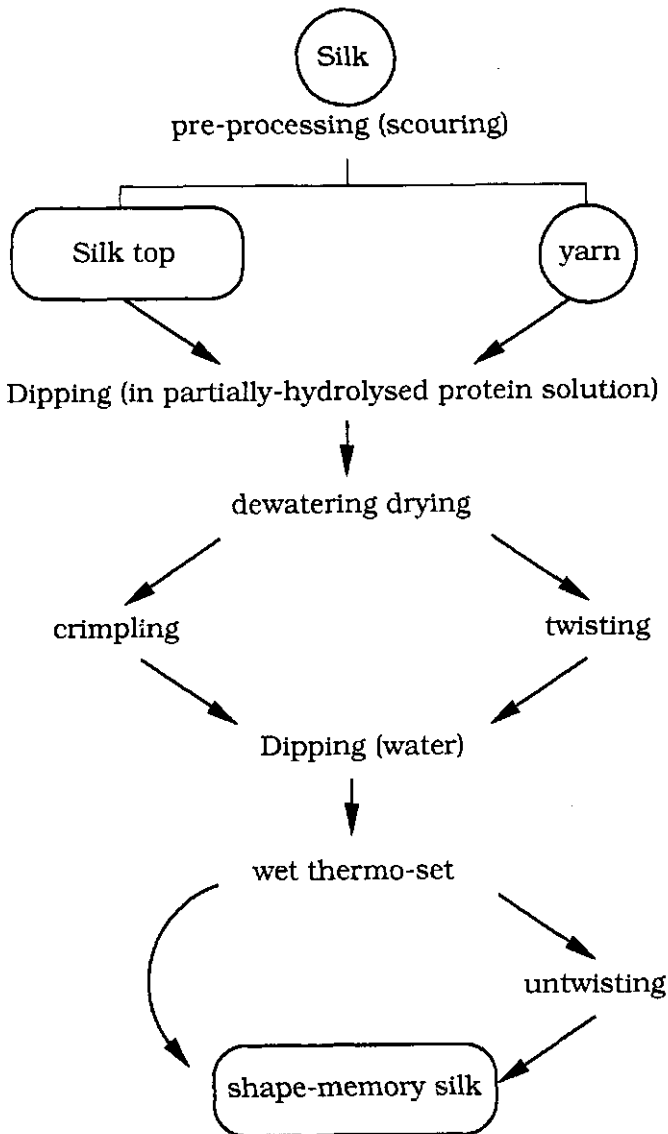 Silk
pre-processing (scouring)
Silk top
yarn
Dipping (in partially-hydrolysed protein solution)
dewatering drying
crimpling
twisting
Dipping (water)
wet thermo-set
untwisting
shape-memory silk